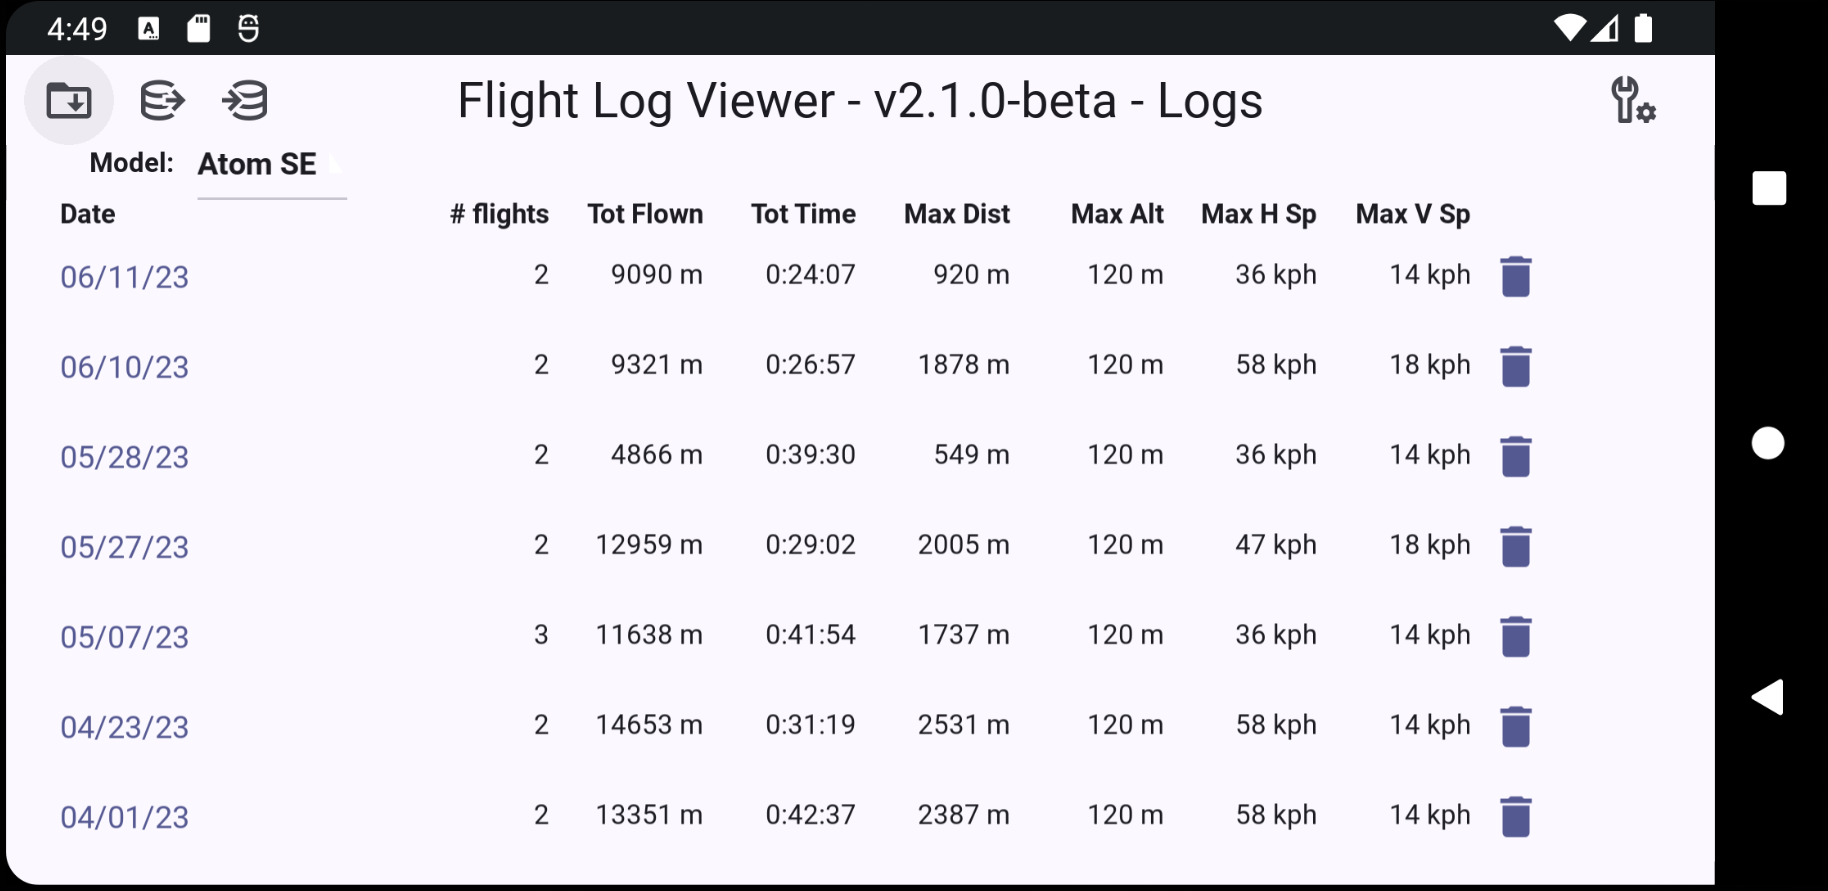 4:49 A
Flight Log Viewer - v2.1.0-beta - Logs
Model: Atom SE
Date # flights Tot Flown Tot Time Max Dist Max Alt Max H Sp Max V Sp
06/11/23 2 9090 m 0:24:07 920 m 120 m 36 kph 14 kph
06/10/23 2 9321 m 0:26:57 1878 m 120 m 58 kph 18 kph
05/28/23 2 4866 m 0:39:30 549 m 120 m 36 kph 14 kph
05/27/23 2 12959 m 0:29:02 2005 m 120 m 47 kph 18 kph
05/07/23 3 11638 m 0:41:54 1737 m 120 m 36 kph 14 kph
04/23/23 2 14653 m 0:31:19 2531 m 120 m 58 kph 14 kph
04/01/23 2 13351 m 0:42:37 2387 m 120 m 58 kph 14 kph